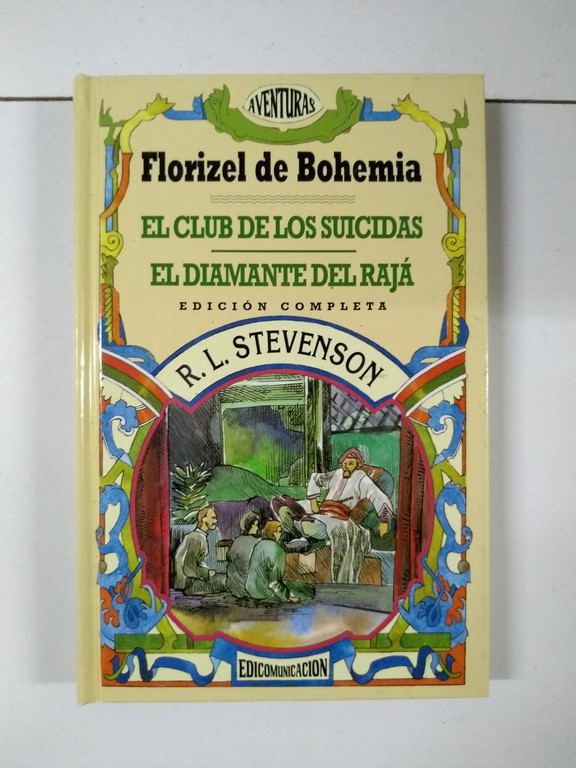 AVENTURAS
Florizel de Bohemia
EL CLUB DE LOS SUICIDAS
EL DIAMANTE DEL RAJÁ
EDICIÓN COMPLETA
R. L. STEVENSON
EDICOMUNICACION